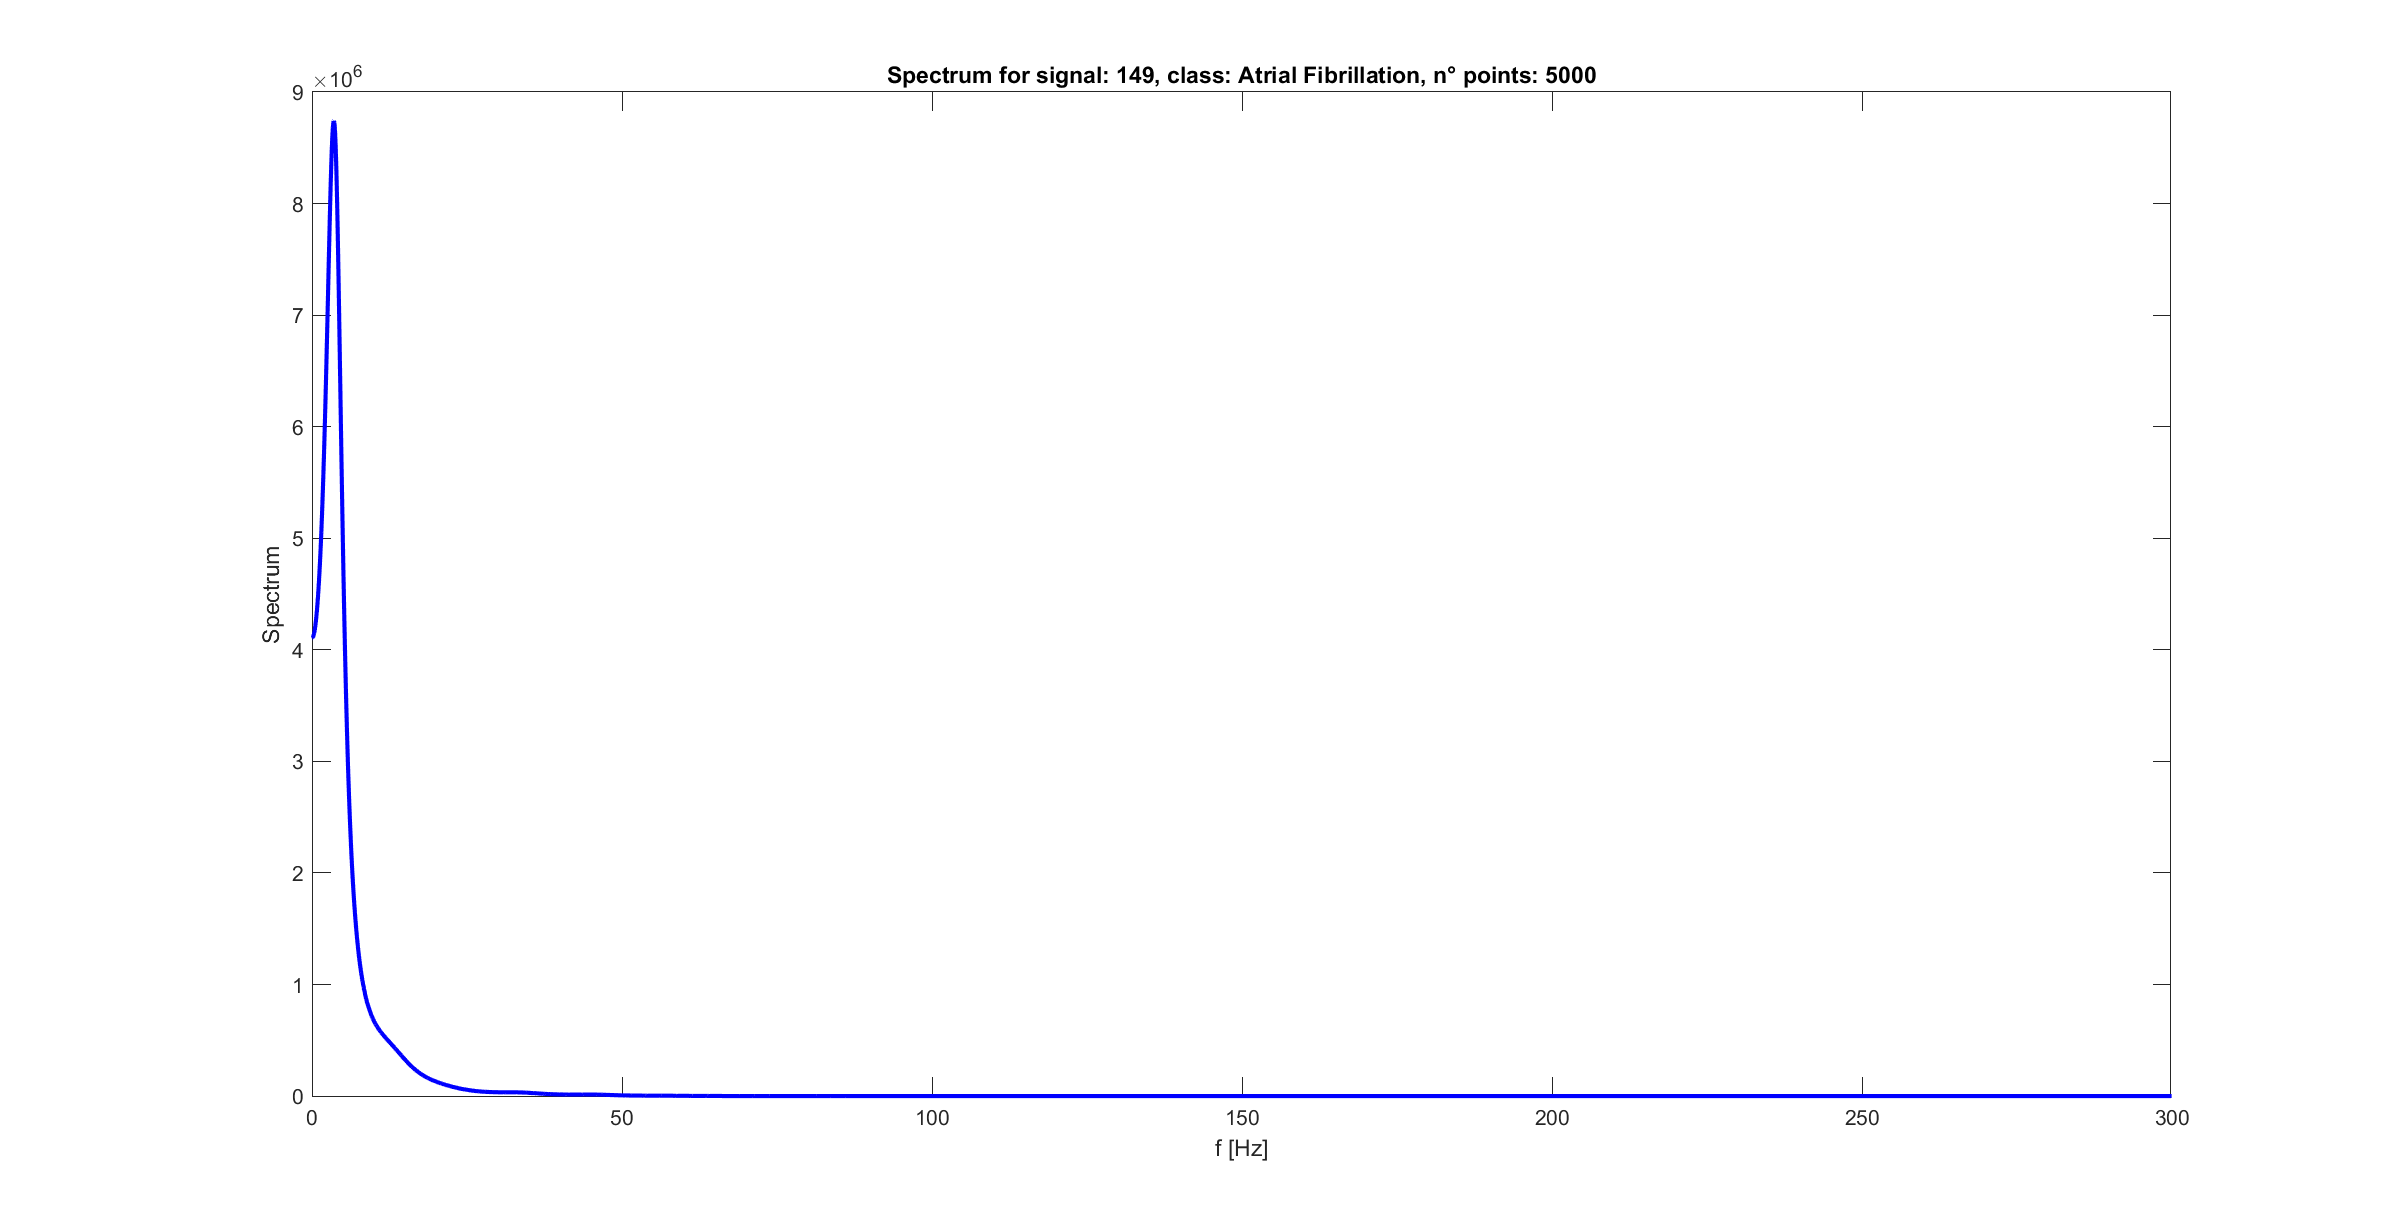 Spectrum for signal: 149, class: Atrial Fibrillation, n° points: 5000
×10^6
9
8
7
6
5
4
3
2
1
0
Spectrum
0 50 100 150 200 250 300
f [Hz]